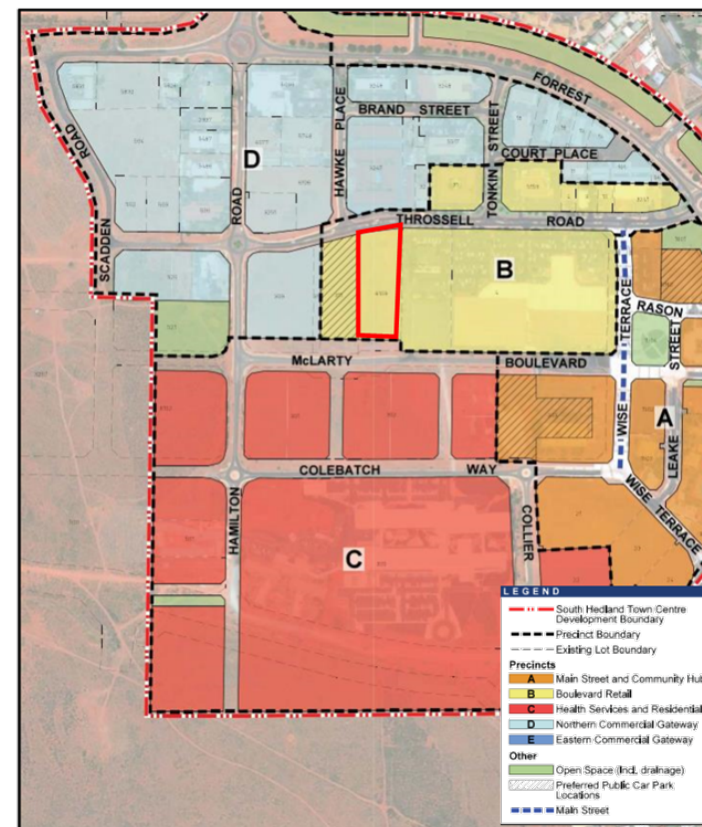 FORREST
BRAND STREET
HAWKE PLACE
TONKIN STREET
COURT PLACE
D
ROAD
SCADDEN
THROSSELL ROAD
B
TERRACE
RASON
STREET
McLARTY BOULEVARD
WISE
A
LEAKE
COLEBATCH WAY
HAMILTON
COLLIER
WISE TERRACE
C
LEGEND
South Hedland Town Centre
Development Boundary
Precinct Boundary
Existing Lot Boundary
Precincts
A Main Street and Community Hub
B Boulevard Retail
C Health Services and Residential
D Northern Commercial Gateway
E Eastern Commercial Gateway
Other
Open Space (Incl. drainage)
Preferred Public Car Park
Locations
Main Street
ROAD